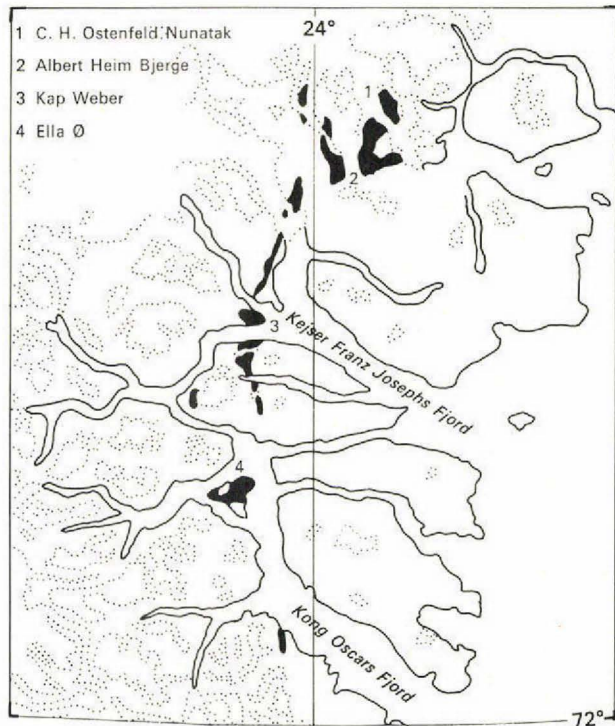 1 C. H. Ostenfeld Nunatak
2 Albert Heim Bjerge
3 Kap Weber
4 Ella Ø
24°
1
2
3
Kejser Franz Josephs Fjord
4
Kong Oscars Fjord
72°